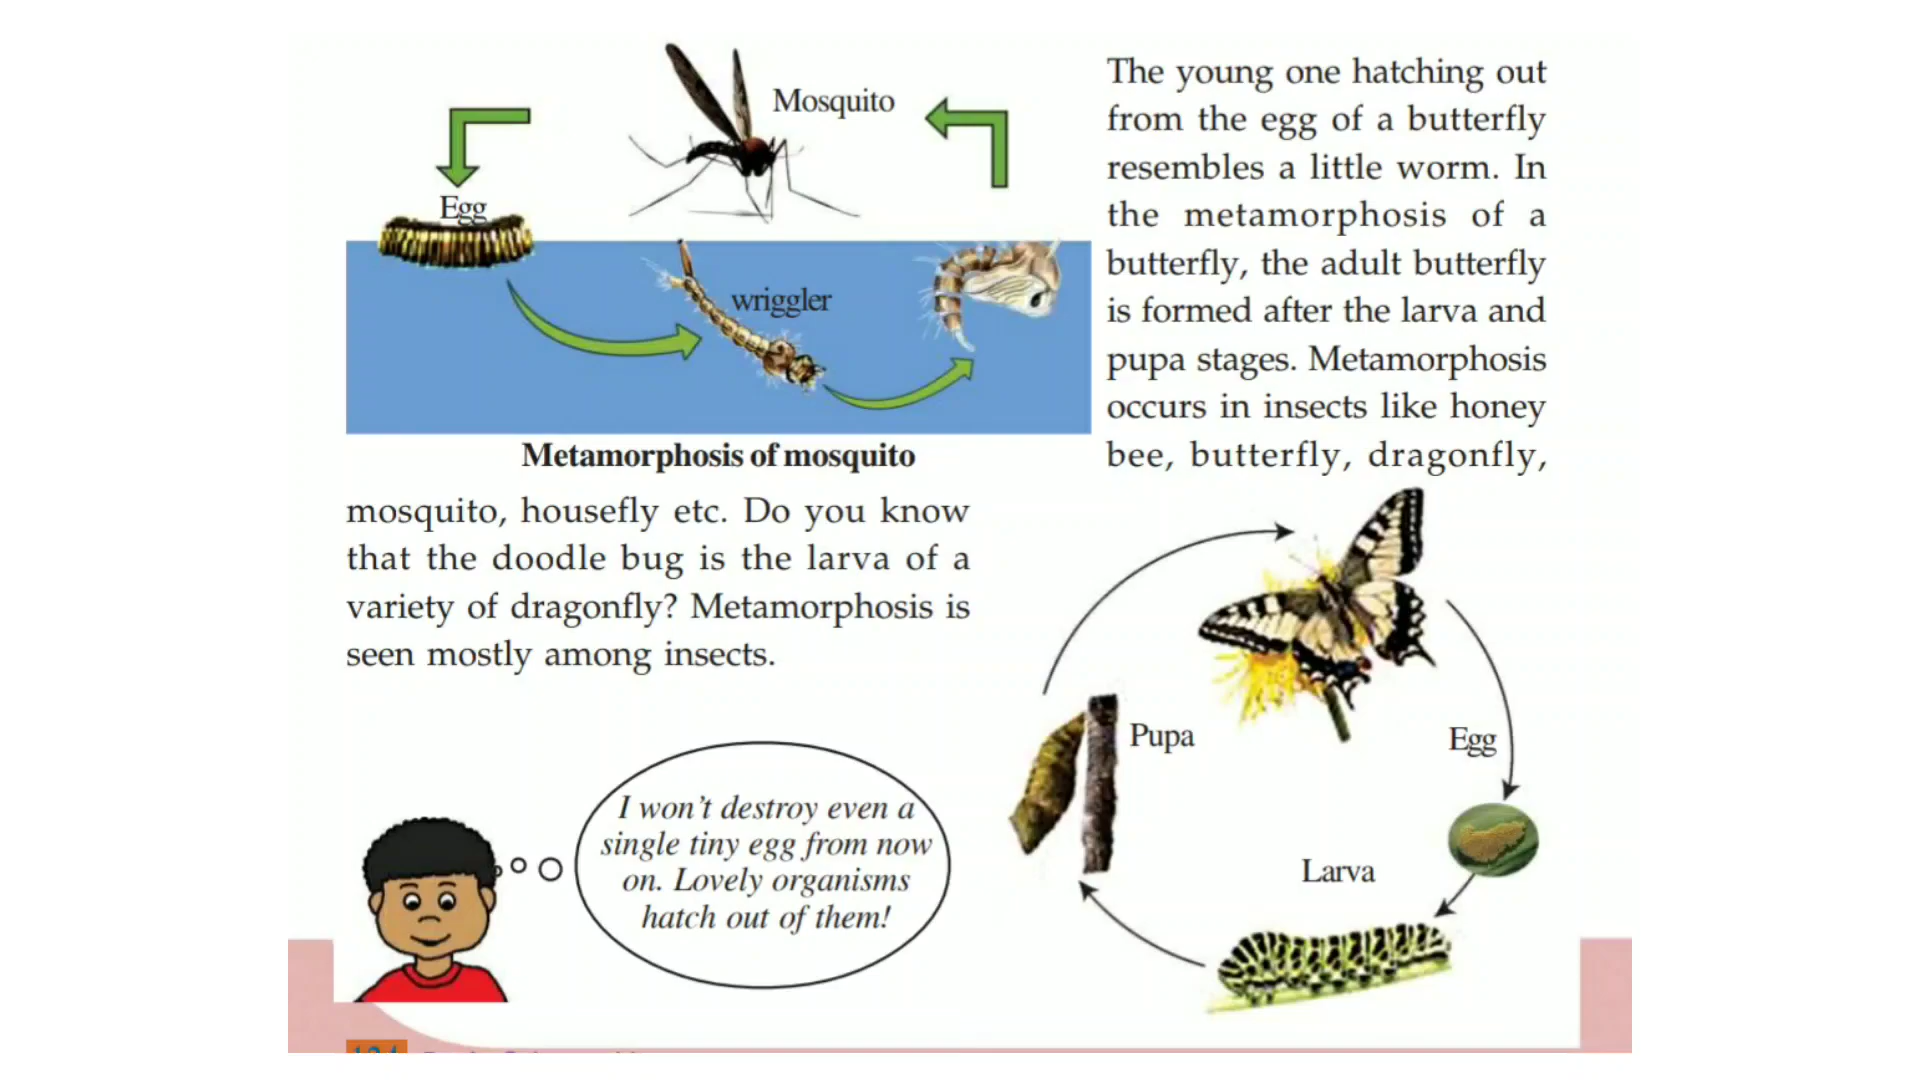 Mosquito
Egg
wriggler
Metamorphosis of mosquito
The young one hatching out
from the egg of a butterfly
resembles a little worm. In
the metamorphosis of a
butterfly, the adult butterfly
is formed after the larva and
pupa stages. Metamorphosis
occurs in insects like honey
bee, butterfly, dragonfly,
mosquito, housefly etc. Do you know
that the doodle bug is the larva of a
variety of dragonfly? Metamorphosis is
seen mostly among insects.
Pupa
Egg
Larva
I won't destroy even a
single tiny egg from now
on. Lovely organisms
hatch out of them!